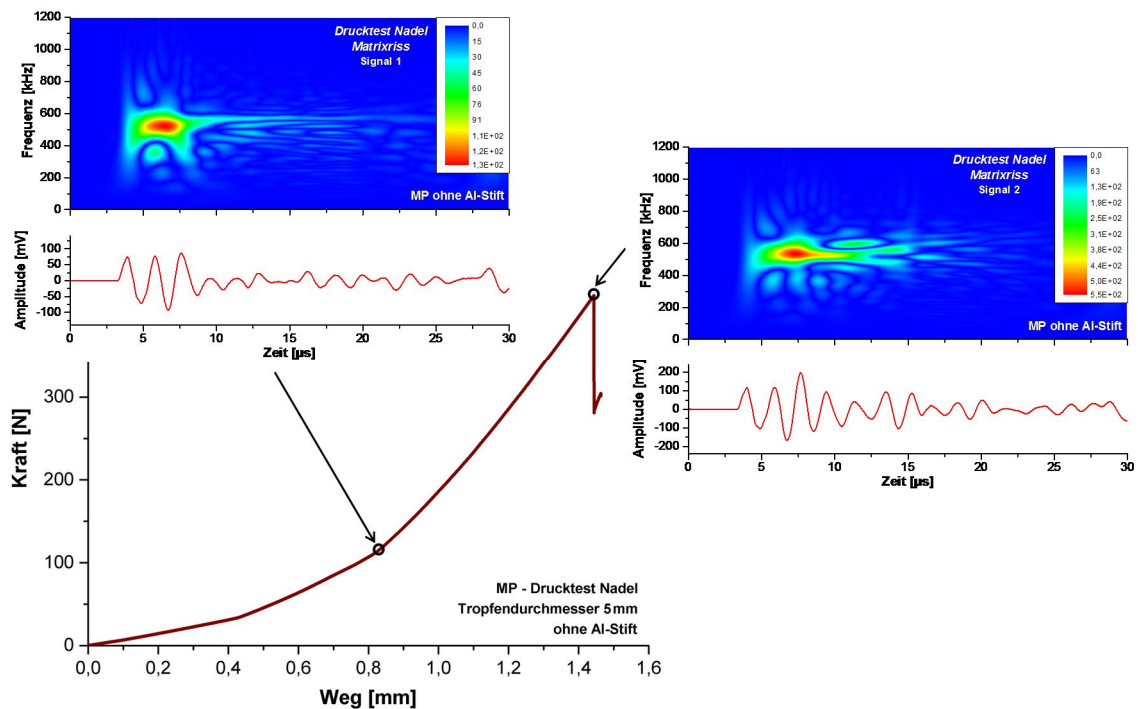 Frequenz [kHz]
1200
1000
800
600
400
200
0
Drucktest Nadel
Matrixriss
Signal 1
0,0
15
30
45
60
76
91
1,1E+02
1,2E+02
1,3E+02
MP ohne Al-Stift
Amplitude [mV]
100
50
0
-50
-100
0 5 10 15 20 25 30
Zeit [µs]
Frequenz [kHz]
1200
1000
800
600
400
200
0
Drucktest Nadel
Matrixriss
Signal 2
0,0
63
1,3E+02
1,9E+02
2,5E+02
3,1E+02
3,8E+02
4,4E+02
5,0E+02
5,5E+02
MP ohne Al-Stift
Amplitude [mV]
200
100
0
-100
-200
0 5 10 15 20 25 30
Zeit [µs]
Kraft [N]
300
200
100
0
MP - Drucktest Nadel
Tropfendurchmesser 5mm
ohne Al-Stift
0,0 0,2 0,4 0,6 0,8 1,0 1,2 1,4 1,6
Weg [mm]